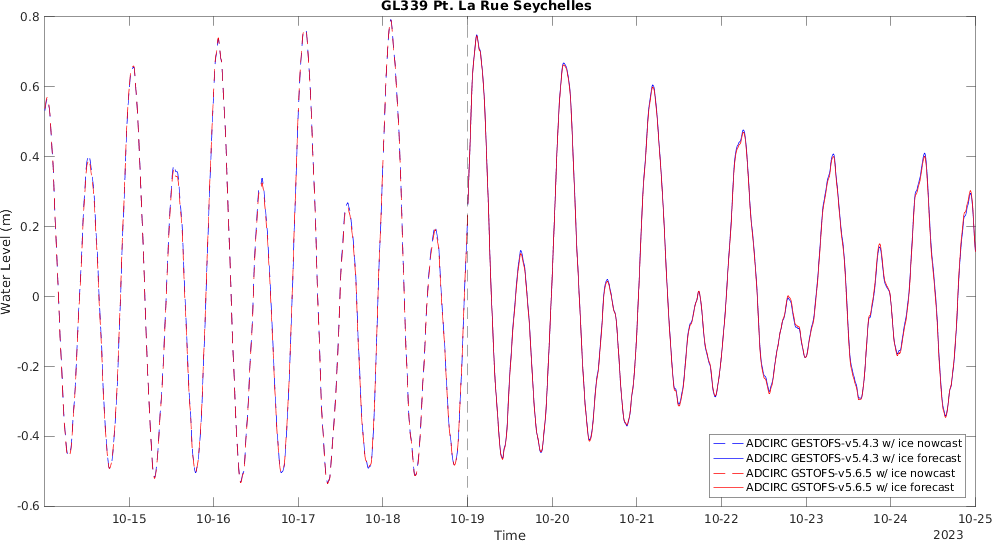 GL339 Pt. La Rue Seychelles
Water Level (m)
0.8
0.6
0.4
0.2
0
-0.2
-0.4
-0.6
ADCIRC GESTOFS-v5.4.3 w/ ice nowcast
ADCIRC GESTOFS-v5.4.3 w/ ice forecast
ADCIRC GSTOFS-v5.6.5 w/ ice nowcast
ADCIRC GSTOFS-v5.6.5 w/ ice forecast
10-15 10-16 10-17 10-18 10-19 10-20 10-21 10-22 10-23 10-24 10-25
Time
2023